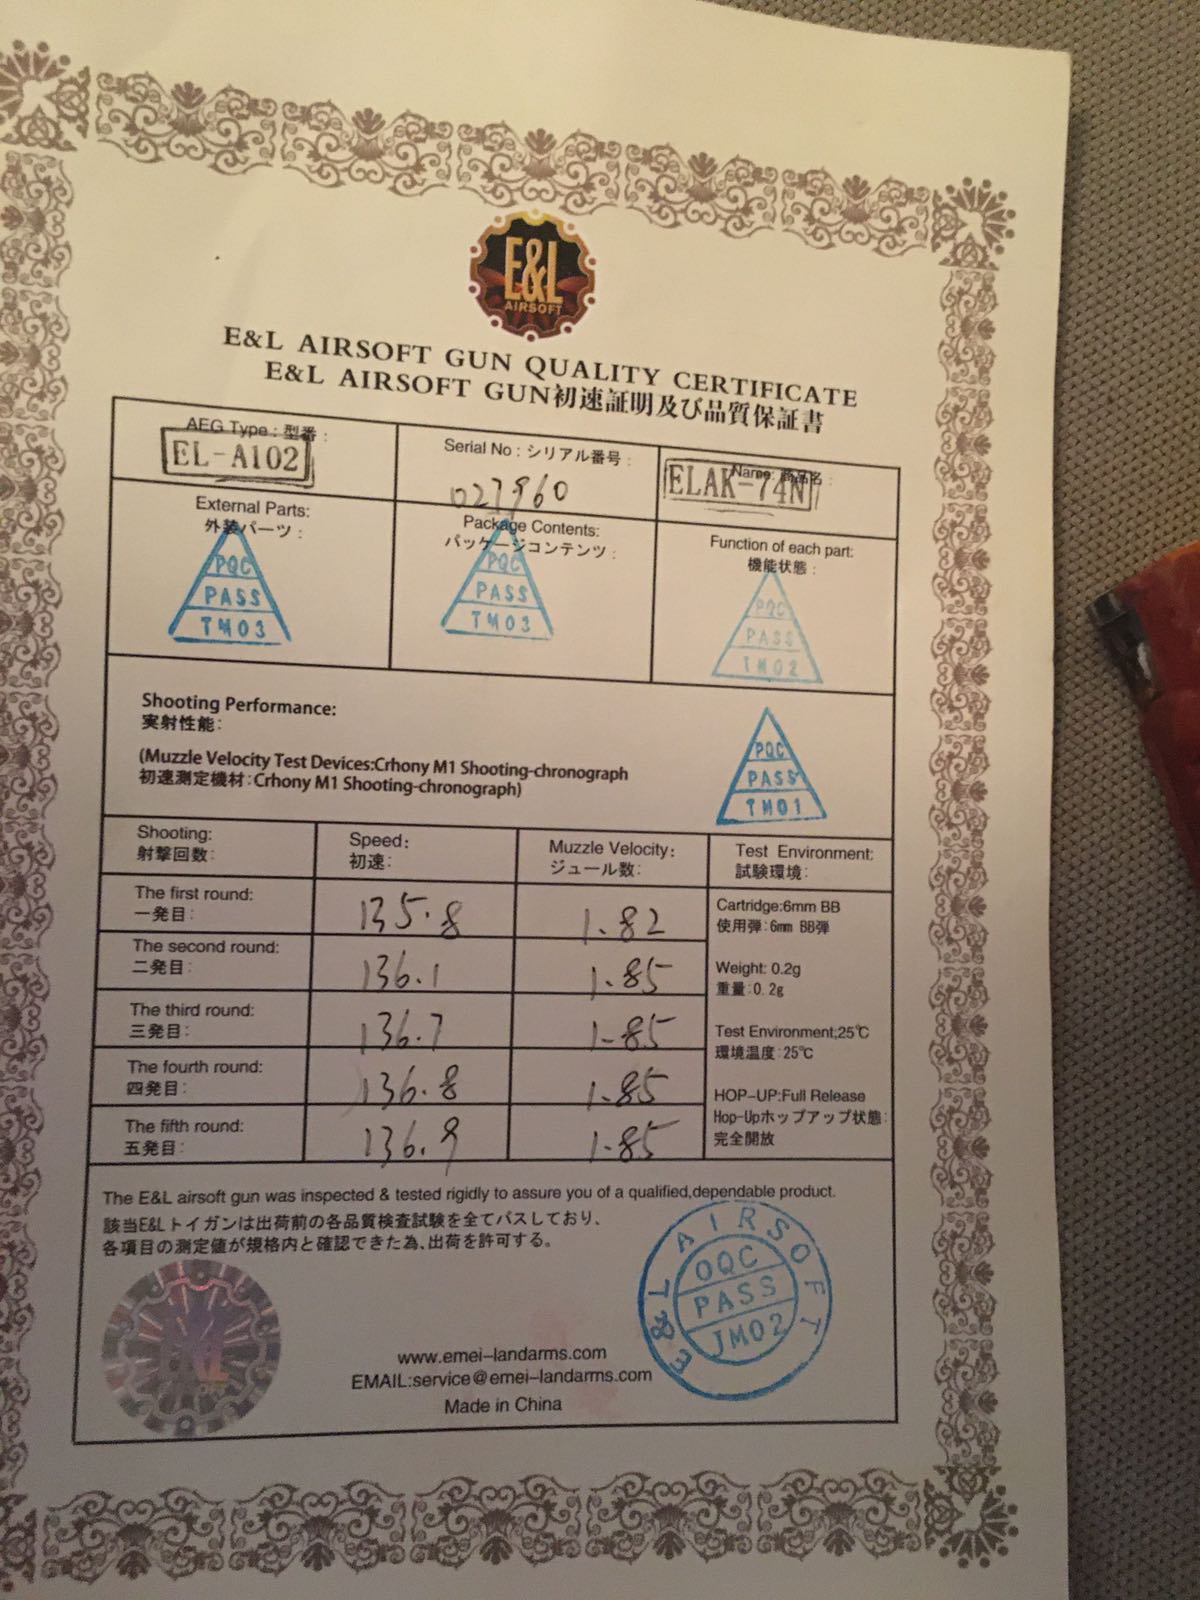 E&L
AIRSOFT
E&L AIRSOFT GUN QUALITY CERTIFICATE
E&L AIRSOFT GUN初速証明及び品質保証書
AEG Type : 型番 :
EL-A102
Serial No : シリアル番号 :
027960
Name: 商品名 :
ELAK-74N
External Parts:
外装パーツ :
PQC
PASS
TM03
Package Contents:
パッケージコンテンツ :
PQC
PASS
TM03
Function of each part:
機能状態 :
PQC
PASS
TM02
Shooting Performance:
実射性能:
(Muzzle Velocity Test Devices:Crhony M1 Shooting-chronograph
初速測定機材:Crhony M1 Shooting-chronograph)
PQC
PASS
TM01
Shooting:
射撃回数:
Speed:
初速:
Muzzle Velocity:
ジュール数:
Test Environment:
試験環境:
The first round:
一発目:
135.8
1.82
The second round:
二発目:
136.1
1.85
The third round:
三発目:
136.7
1.85
The fourth round:
四発目:
136.8
1.85
The fifth round:
五発目:
136.9
1.85
Cartridge:6mm BB
使用弾:6mm BB弾
Weight: 0.2g
重量:0.2g
Test Environment;25℃
環境温度:25℃
HOP-UP:Full Release
Hop-Upホップアップ状態:
完全開放
The E&L airsoft gun was inspected & tested rigidly to assure you of a qualified,dependable product.
該当E&Lトイガンは出荷前の各品質検査試験を全てパスしており、
各項目の測定値が規格内と確認できた為、出荷を許可する。
E&L AIRSOFT
OQC
PASS
JM02
www.emei-landarms.com
EMAIL:service@emei-landarms.com
Made in China